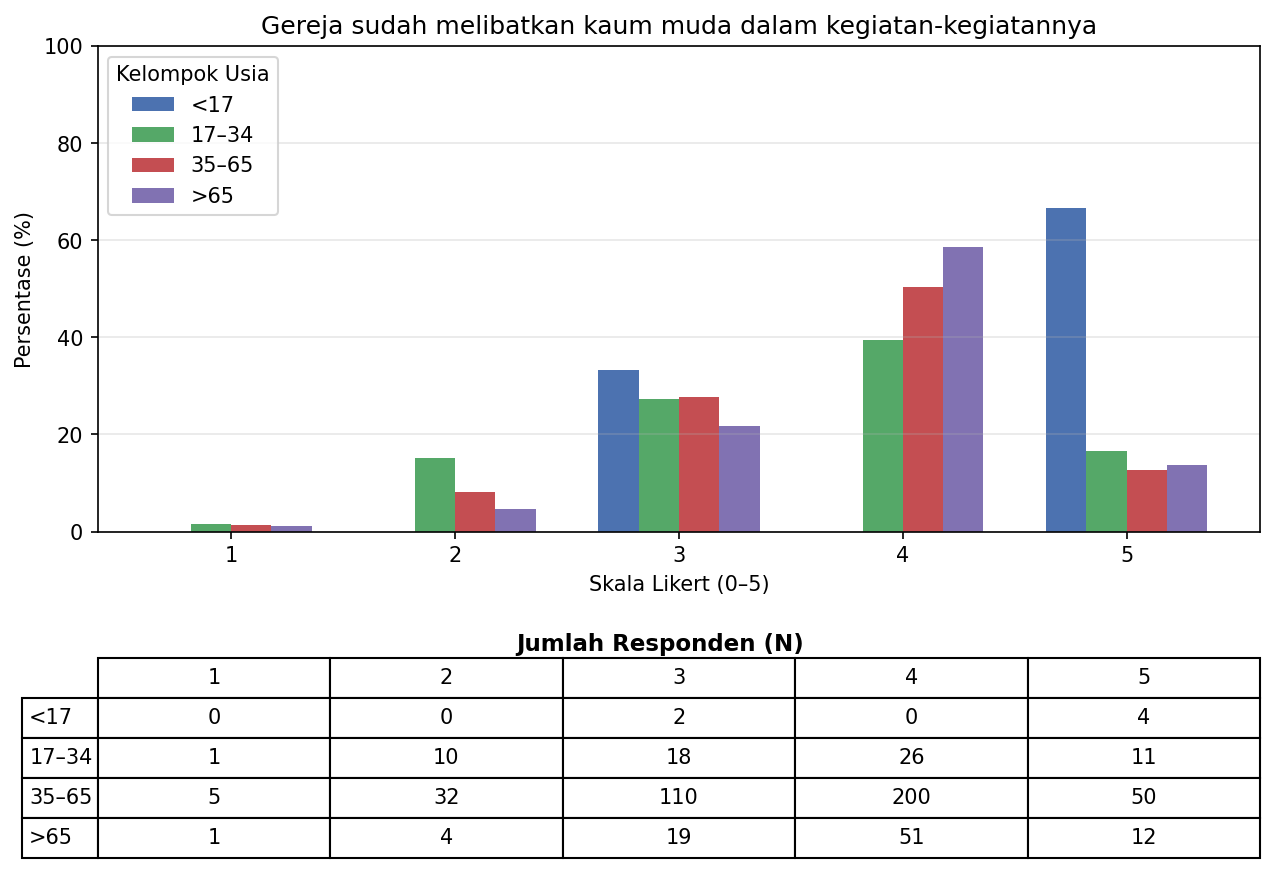 Gereja sudah melibatkan kaum muda dalam kegiatan-kegiatannya
Persentase (%)
100
80
60
40
20
0
Kelompok Usia
<17
17–34
35–65
>65
1 2 3 4 5
Skala Likert (0–5)
Jumlah Responden (N)
1 2 3 4 5
<17 0 0 2 0 4
17–34 1 10 18 26 11
35–65 5 32 110 200 50
>65 1 4 19 51 12